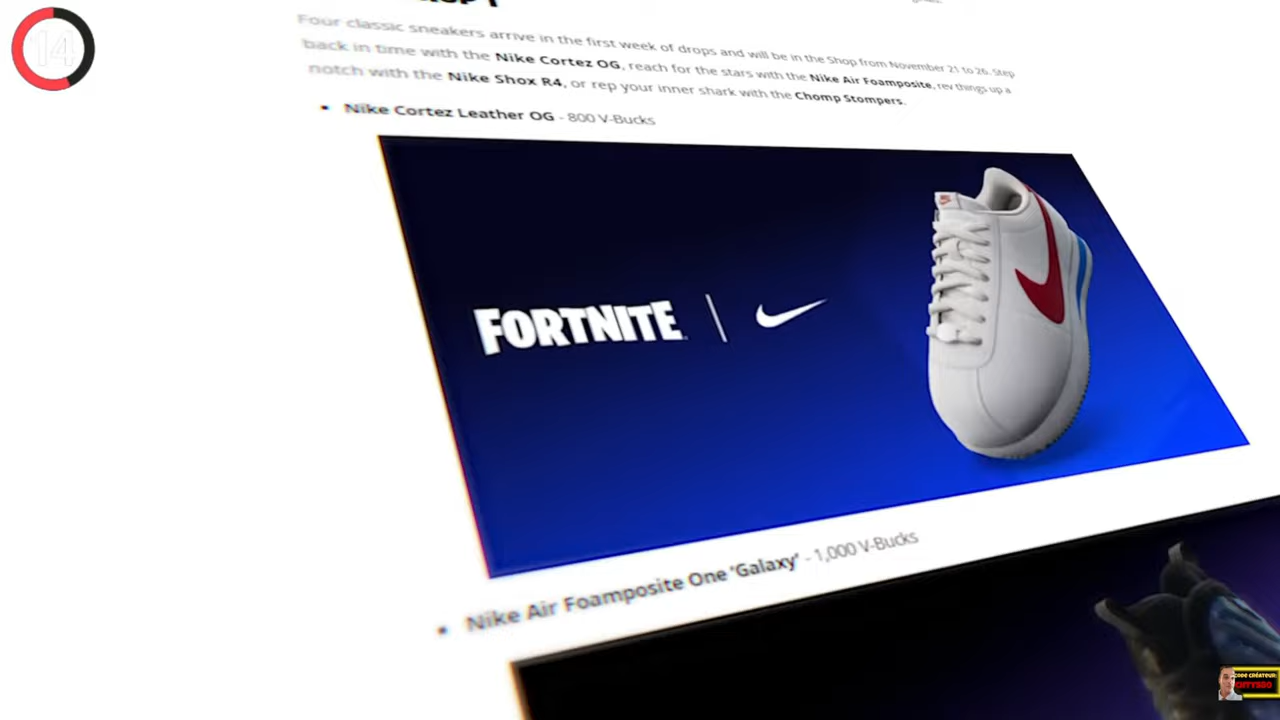 14
Four classic sneakers arrive in the first week of drops and will be in the Shop from November 21 to 26. Step
back in time with the Nike Cortez OG, reach for the stars with the Nike Air Foamposite, rev things up a
notch with the Nike Shox R4, or rep your inner shark with the Chomp Stompers.
• Nike Cortez Leather OG - 800 V-Bucks
FORTNITE
• Nike Air Foamposite One 'Galaxy' - 1,000 V-Bucks
CODE CRÉATEUR: